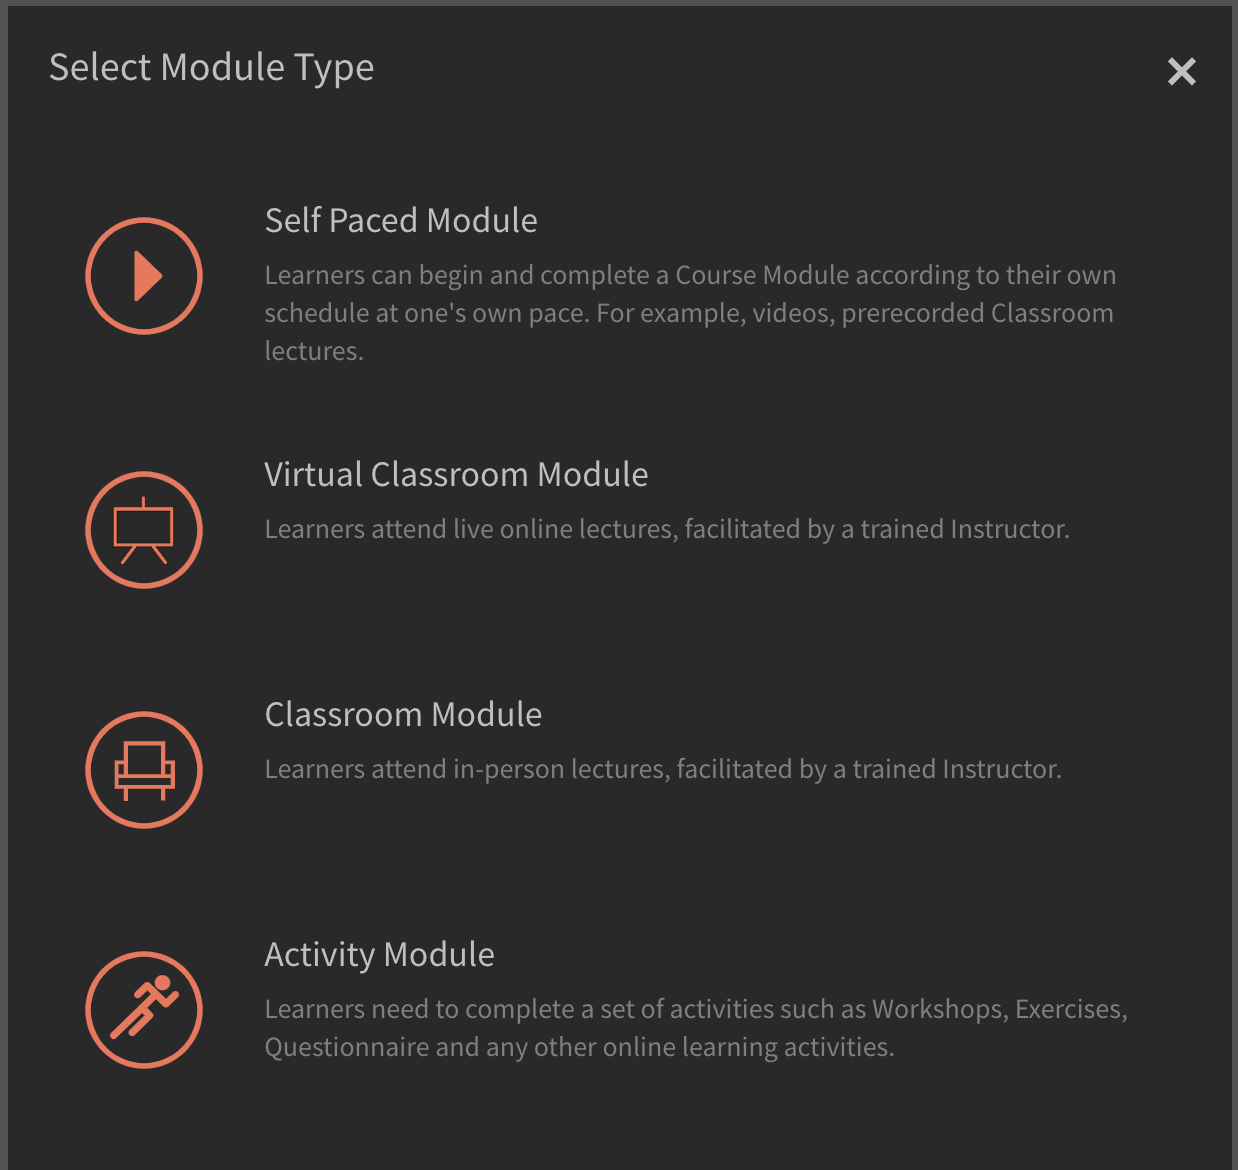 Select Module Type
Self Paced Module
Learners can begin and complete a Course Module according to their own
schedule at one's own pace. For example, videos, prerecorded Classroom
lectures.
Virtual Classroom Module
Learners attend live online lectures, facilitated by a trained Instructor.
Classroom Module
Learners attend in-person lectures, facilitated by a trained Instructor.
Activity Module
Learners need to complete a set of activities such as Workshops, Exercises,
Questionnaire and any other online learning activities.